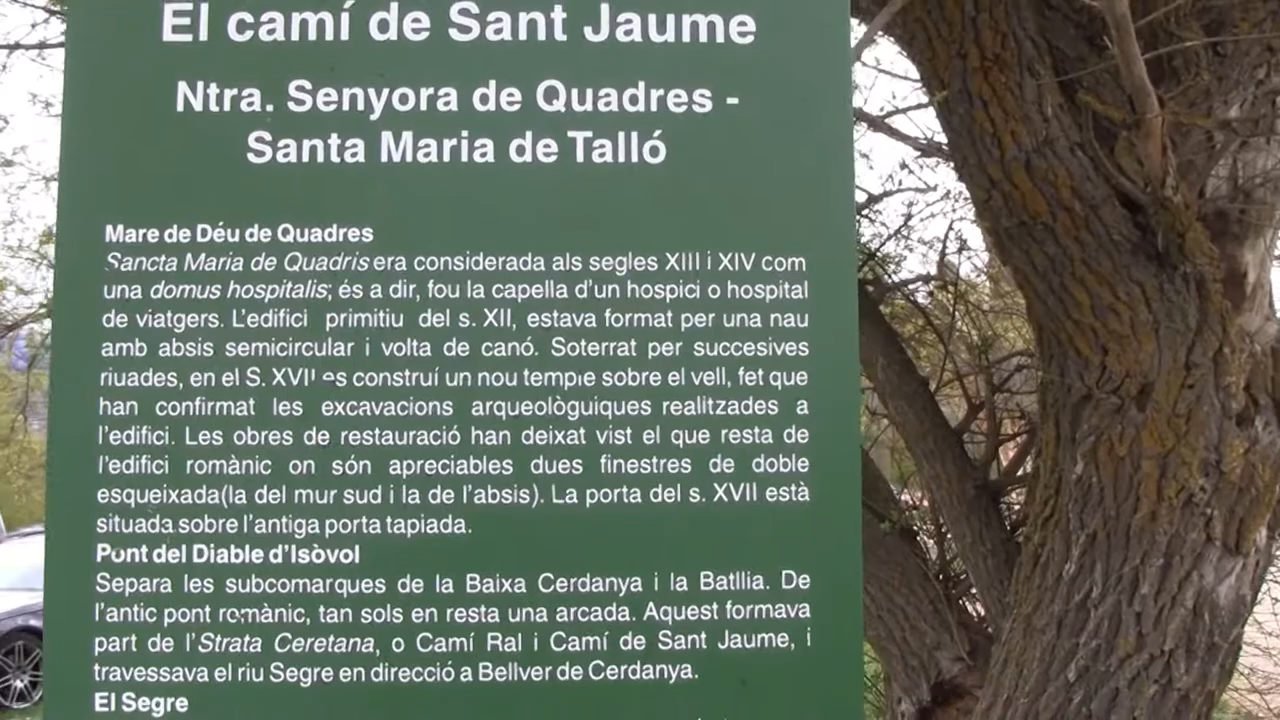 El camí de Sant Jaume
Ntra. Senyora de Quadres -
Santa Maria de Talló
Mare de Déu de Quadres
Sancta Maria de Quadris era considerada als segles XIII i XIV com
una domus hospitalis; és a dir, fou la capella d'un hospici o hospital
de viatgers. L'edifici primitiu del s. XII, estava format per una nau
amb absis semicircular i volta de canó. Soterrat per succesives
riuades, en el S. XVII es construí un nou temple sobre el vell, fet que
han confirmat les excavacions arqueològuiques realitzades a
l'edifici. Les obres de restauració han deixat vist el que resta de
l'edifici romànic on són apreciables dues finestres de doble
esqueixada(la del mur sud i la de l'absis). La porta del s. XVII està
situada sobre l'antiga porta tapiada.
Pont del Diable d'Isòvol
Separa les subcomarques de la Baixa Cerdanya i la Batllia. De
l'antic pont romànic, tan sols en resta una arcada. Aquest formava
part de l'Strata Ceretana, o Camí Ral i Camí de Sant Jaume, i
travessava el riu Segre en direcció a Bellver de Cerdanya.
El Segre